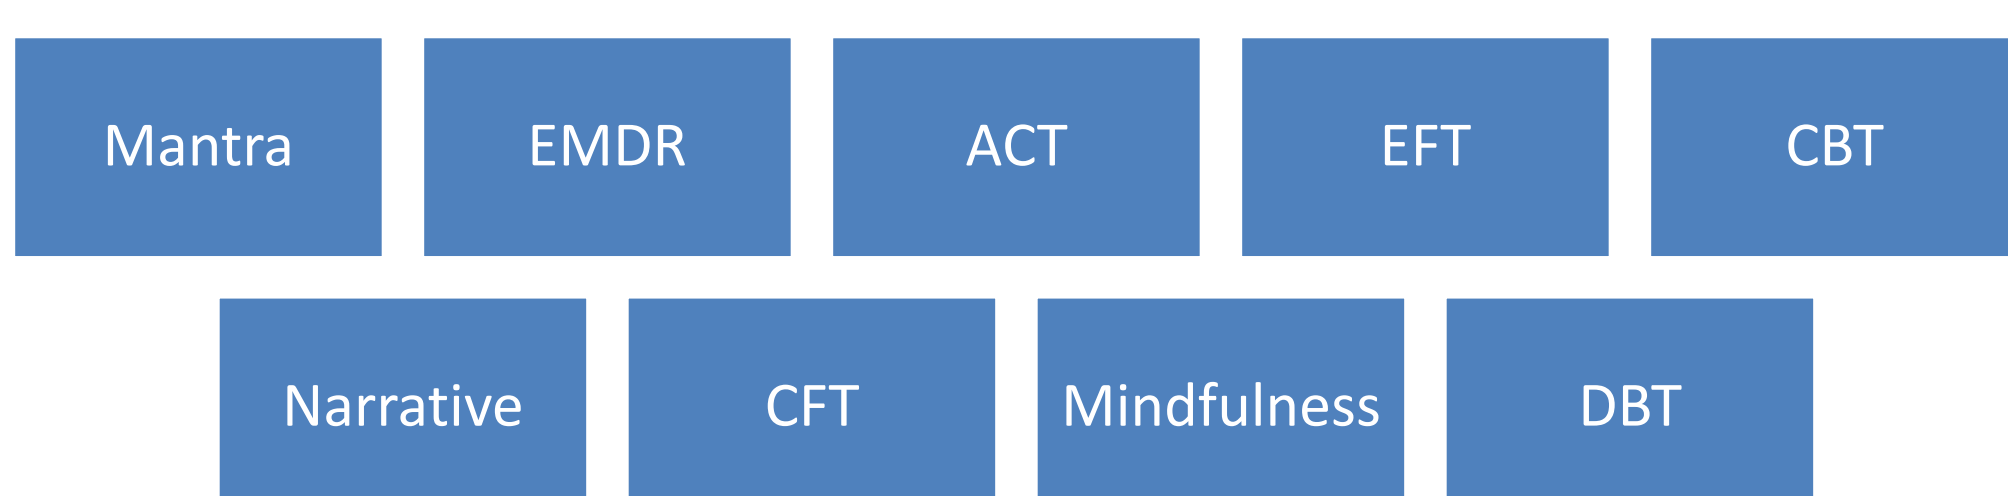 Mantra
EMDR
ACT
EFT
CBT
Narrative
CFT
Mindfulness
DBT